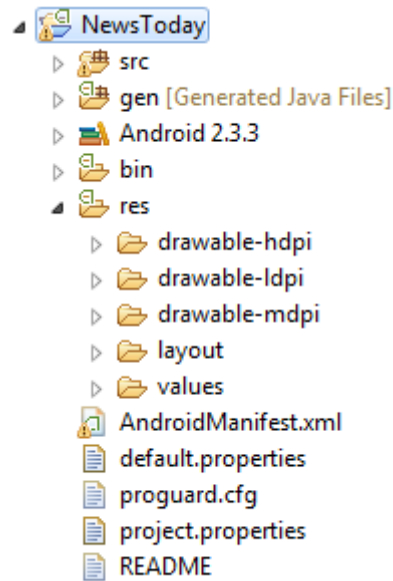 NewsToday
src
gen [Generated Java Files]
Android 2.3.3
bin
res
drawable-hdpi
drawable-ldpi
drawable-mdpi
layout
values
AndroidManifest.xml
default.properties
proguard.cfg
project.properties
README